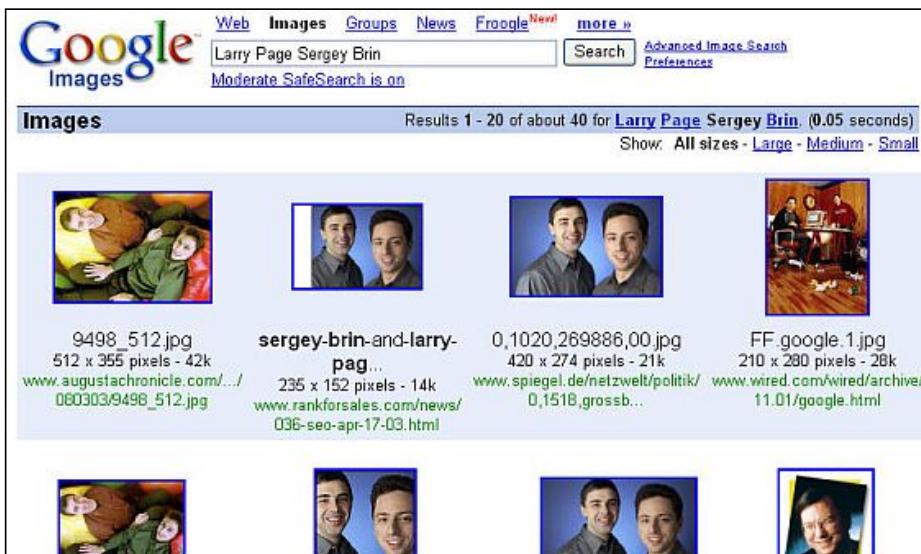 Google™
Images
Web Images Groups News Froogle New! more »
Larry Page Sergey Brin Search Advanced Image Search
Preferences
Moderate SafeSearch is on
Images Results 1 - 20 of about 40 for Larry Page Sergey Brin. (0.05 seconds)
Show: All sizes - Large - Medium - Small
9498_512.jpg
512 x 355 pixels - 42k
www.augustachronicle.com/.../
080303/9498_512.jpg
sergey-brin-and-larry-
pag...
235 x 152 pixels - 14k
www.rankforsales.com/news/
036-seo-apr-17-03.html
0,1020,269886,00.jpg
420 x 274 pixels - 21k
www.spiegel.de/netzwelt/politik/
0,1518,grossb...
FF.google.1.jpg
210 x 280 pixels - 28k
www.wired.com/wired/archive/
11.01/google.html